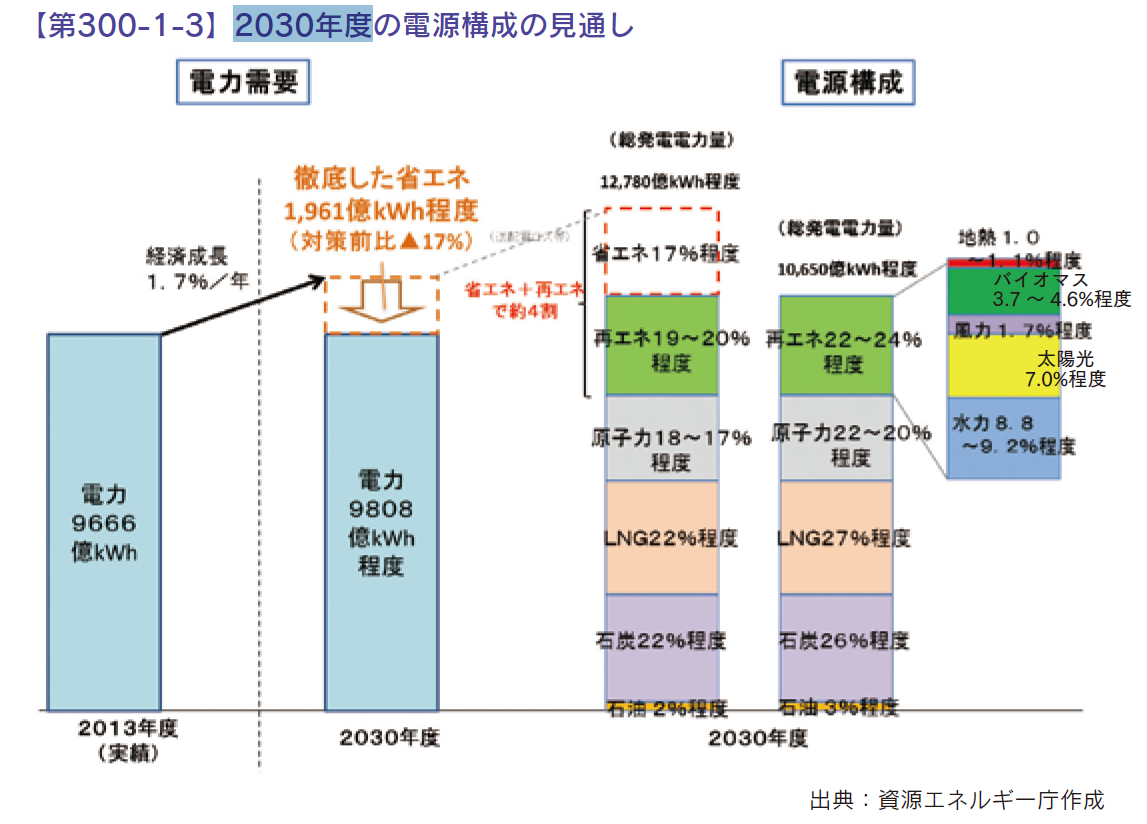 【第300-1-3】2030年度の電源構成の見通し
電力需要
電源構成
(総発電電力量)
12,780億kWh程度
徹底した省エネ
1,961億kWh程度
(対策前比▲17%)
(送配電ロス等)
経済成長
1.7%/年
省エネ+再エネ
で約4割
省エネ17%程度
(総発電電力量)
10,650億kWh程度
地熱1.0
～1.1%程度
バイオマス
3.7～4.6%程度
風力1.7%程度
太陽光
7.0%程度
水力8.8
～9.2%程度
再エネ19～20%
程度
再エネ22～24%
程度
原子力18～17%
程度
原子力22～20%
程度
電力
9666
億kWh
電力
9808
億kWh
程度
LNG22%程度
LNG27%程度
石炭22%程度
石炭26%程度
石油 2%程度
石油 3%程度
2013年度
(実績)
2030年度
2030年度
出典：資源エネルギー庁作成